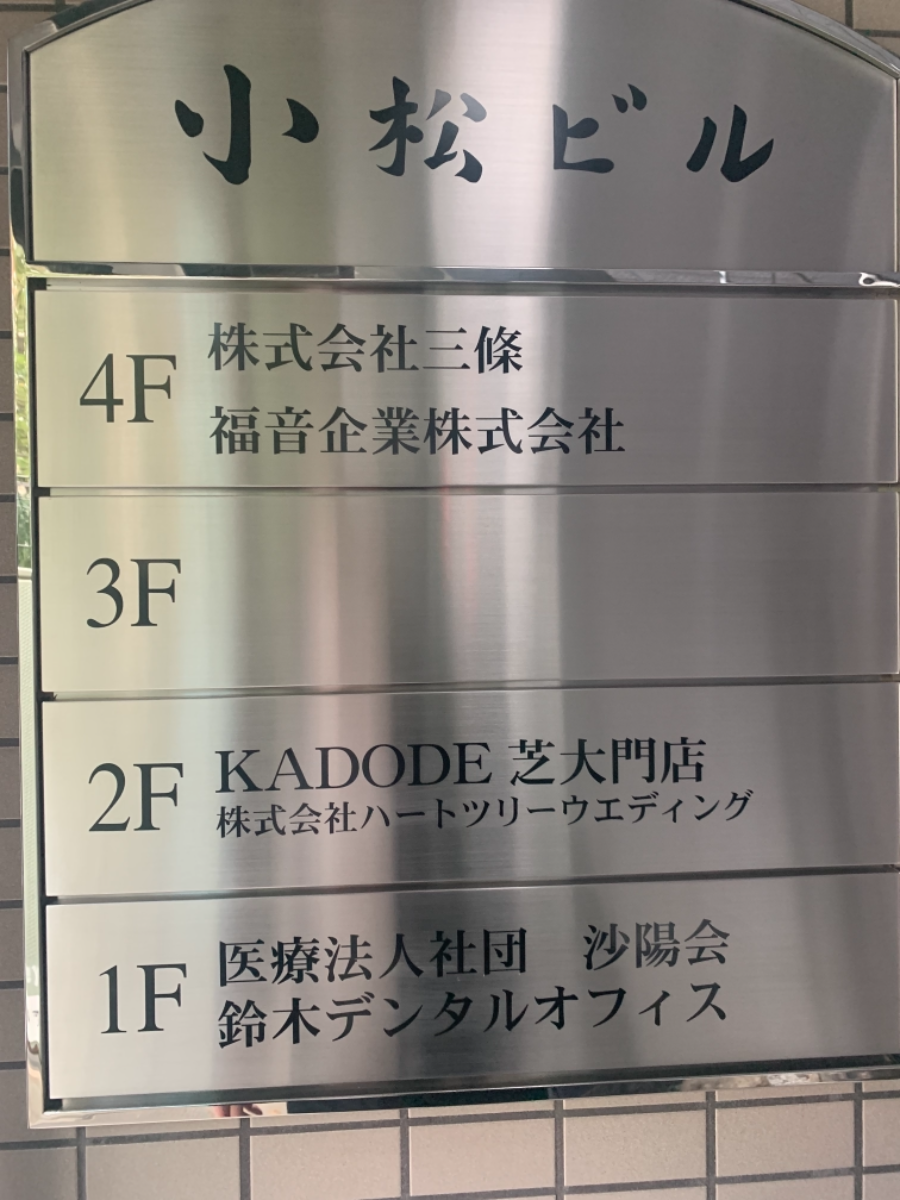 小松ビル
4F 株式会社三條
福音企業株式会社
3F
2F KADODE 芝大門店
株式会社ハートツリーウエディング
1F 医療法人社団　沙陽会
鈴木デンタルオフィス